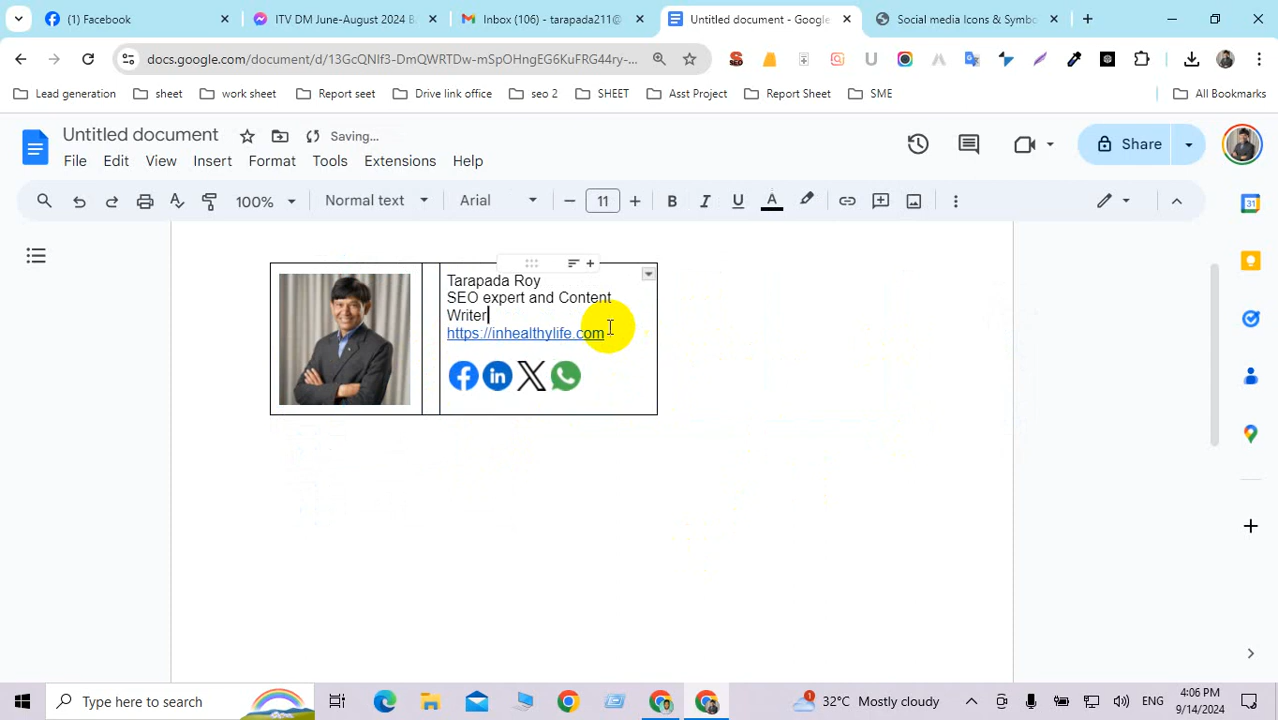 (1) Facebook
ITV DM June-August 2024 B
Inbox (106) - tarapada211@
Untitled document - Google
Social media Icons & Symbo
docs.google.com/document/d/13GcQNIf3-DmQWRTDw-mSpOHngEG6KuFRG44ry-...
Lead generation
sheet
work sheet
Report seet
Drive link office
seo 2
SHEET
Asst Project
Report Sheet
SME
All Bookmarks
Untitled document
Saving...
File Edit View Insert Format Tools Extensions Help
Share
100%
Normal text
Arial
11
Tarapada Roy
SEO expert and Content
Writer
https://inhealthylife.com
Type here to search
32°C Mostly cloudy
ENG
4:06 PM
9/14/2024